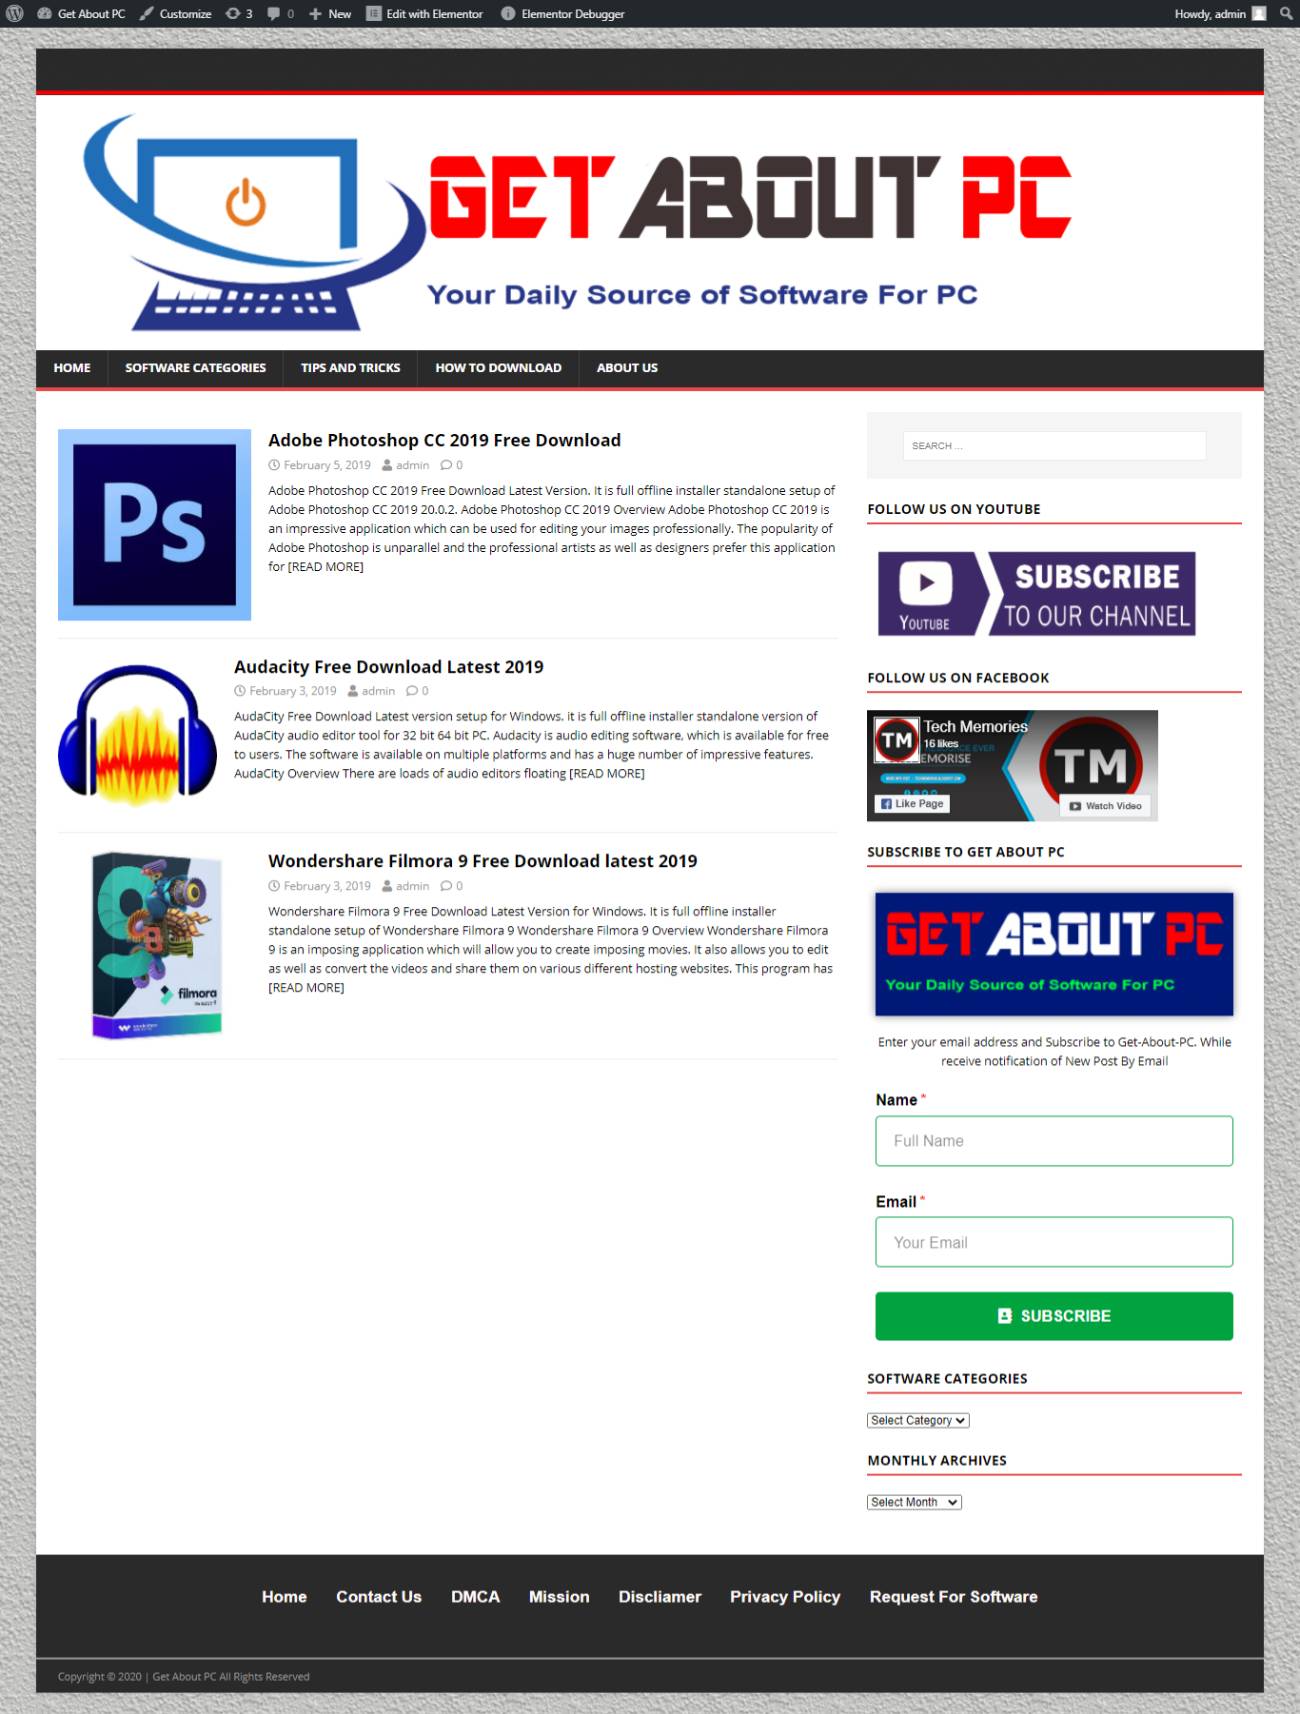 Get About PC Customize 3 0 New Edit with Elementor Elementor Debugger Howdy, admin
GET ABOUT PC
Your Daily Source of Software For PC
HOME SOFTWARE CATEGORIES TIPS AND TRICKS HOW TO DOWNLOAD ABOUT US
Ps
Adobe Photoshop CC 2019 Free Download
February 5, 2019 admin 0
Adobe Photoshop CC 2019 Free Download Latest Version. It is full offline installer standalone setup of
Adobe Photoshop CC 2019 20.0.2. Adobe Photoshop CC 2019 Overview Adobe Photoshop CC 2019 is
an impressive application which can be used for editing your images professionally. The popularity of
Adobe Photoshop is unparallel and the professional artists as well as designers prefer this application
for [READ MORE]
Audacity Free Download Latest 2019
February 3, 2019 admin 0
AudaCity Free Download Latest version setup for Windows. it is full offline installer standalone version of
AudaCity audio editor tool for 32 bit 64 bit PC. Audacity is audio editing software, which is available for free
to users. The software is available on multiple platforms and has a huge number of impressive features.
AudaCity Overview There are loads of audio editors floating [READ MORE]
9
filmora
Wondershare Filmora 9 Free Download latest 2019
February 3, 2019 admin 0
Wondershare Filmora 9 Free Download Latest Version for Windows. It is full offline installer
standalone setup of Wondershare Filmora 9 Wondershare Filmora 9 Overview Wondershare Filmora
9 is an imposing application which will allow you to create imposing movies. It also allows you to edit
as well as convert the videos and share them on various different hosting websites. This program has
[READ MORE]
SEARCH ...
FOLLOW US ON YOUTUBE
YOUTUBE
SUBSCRIBE
TO OUR CHANNEL
FOLLOW US ON FACEBOOK
TM Tech Memories
16 likes
EVER
EMORISE
TM
Like Page
Watch Video
SUBSCRIBE TO GET ABOUT PC
GET ABOUT PC
Your Daily Source of Software For PC
Enter your email address and Subscribe to Get-About-PC. While
receive notification of New Post By Email
Name *
Full Name
Email *
Your Email
SUBSCRIBE
SOFTWARE CATEGORIES
Select Category
MONTHLY ARCHIVES
Select Month
Home Contact Us DMCA Mission Discliamer Privacy Policy Request For Software
Copyright © 2020 | Get About PC All Rights Reserved